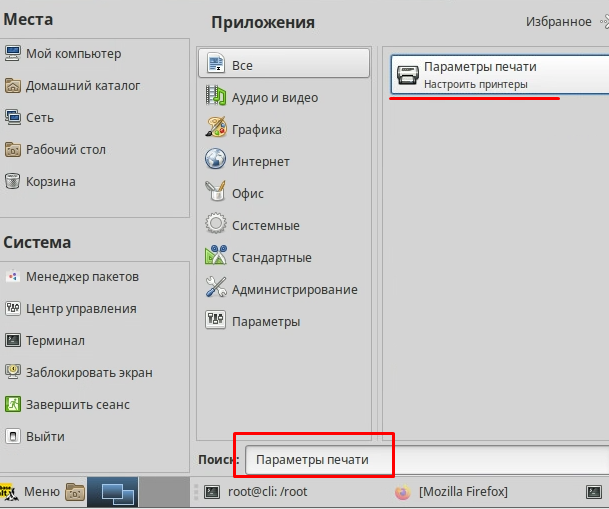 Места
Мой компьютер
Домашний каталог
Сеть
Рабочий стол
Корзина
Система
Менеджер пакетов
Центр управления
Терминал
Заблокировать экран
Завершить сеанс
Выйти
Приложения
Избранное
Все
Аудио и видео
Графика
Интернет
Офис
Системные
Стандартные
Администрирование
Параметры
Параметры печати
Настроить принтеры
Поиск: Параметры печати
Меню
root@cli: /root
[Mozilla Firefox]